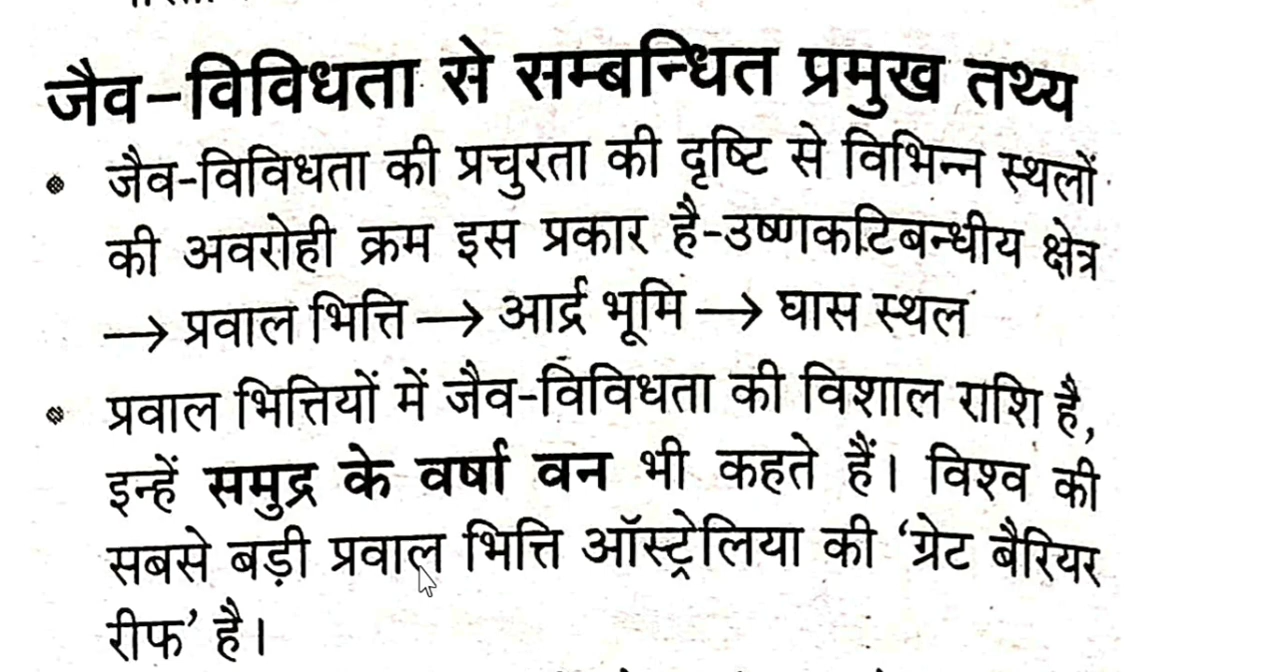 जैव-विविधता से सम्बन्धित प्रमुख तथ्य
• जैव-विविधता की प्रचुरता की दृष्टि से विभिन्न स्थलों
की अवरोही क्रम इस प्रकार है-उष्णकटिबन्धीय क्षेत्र
→ प्रवाल भित्ति → आर्द्र भूमि → घास स्थल
• प्रवाल भित्तियों में जैव-विविधता की विशाल राशि है,
इन्हें समुद्र के वर्षा वन भी कहते हैं। विश्व की
सबसे बड़ी प्रवाल भित्ति ऑस्ट्रेलिया की ‘ग्रेट बैरियर
रीफ’ है।